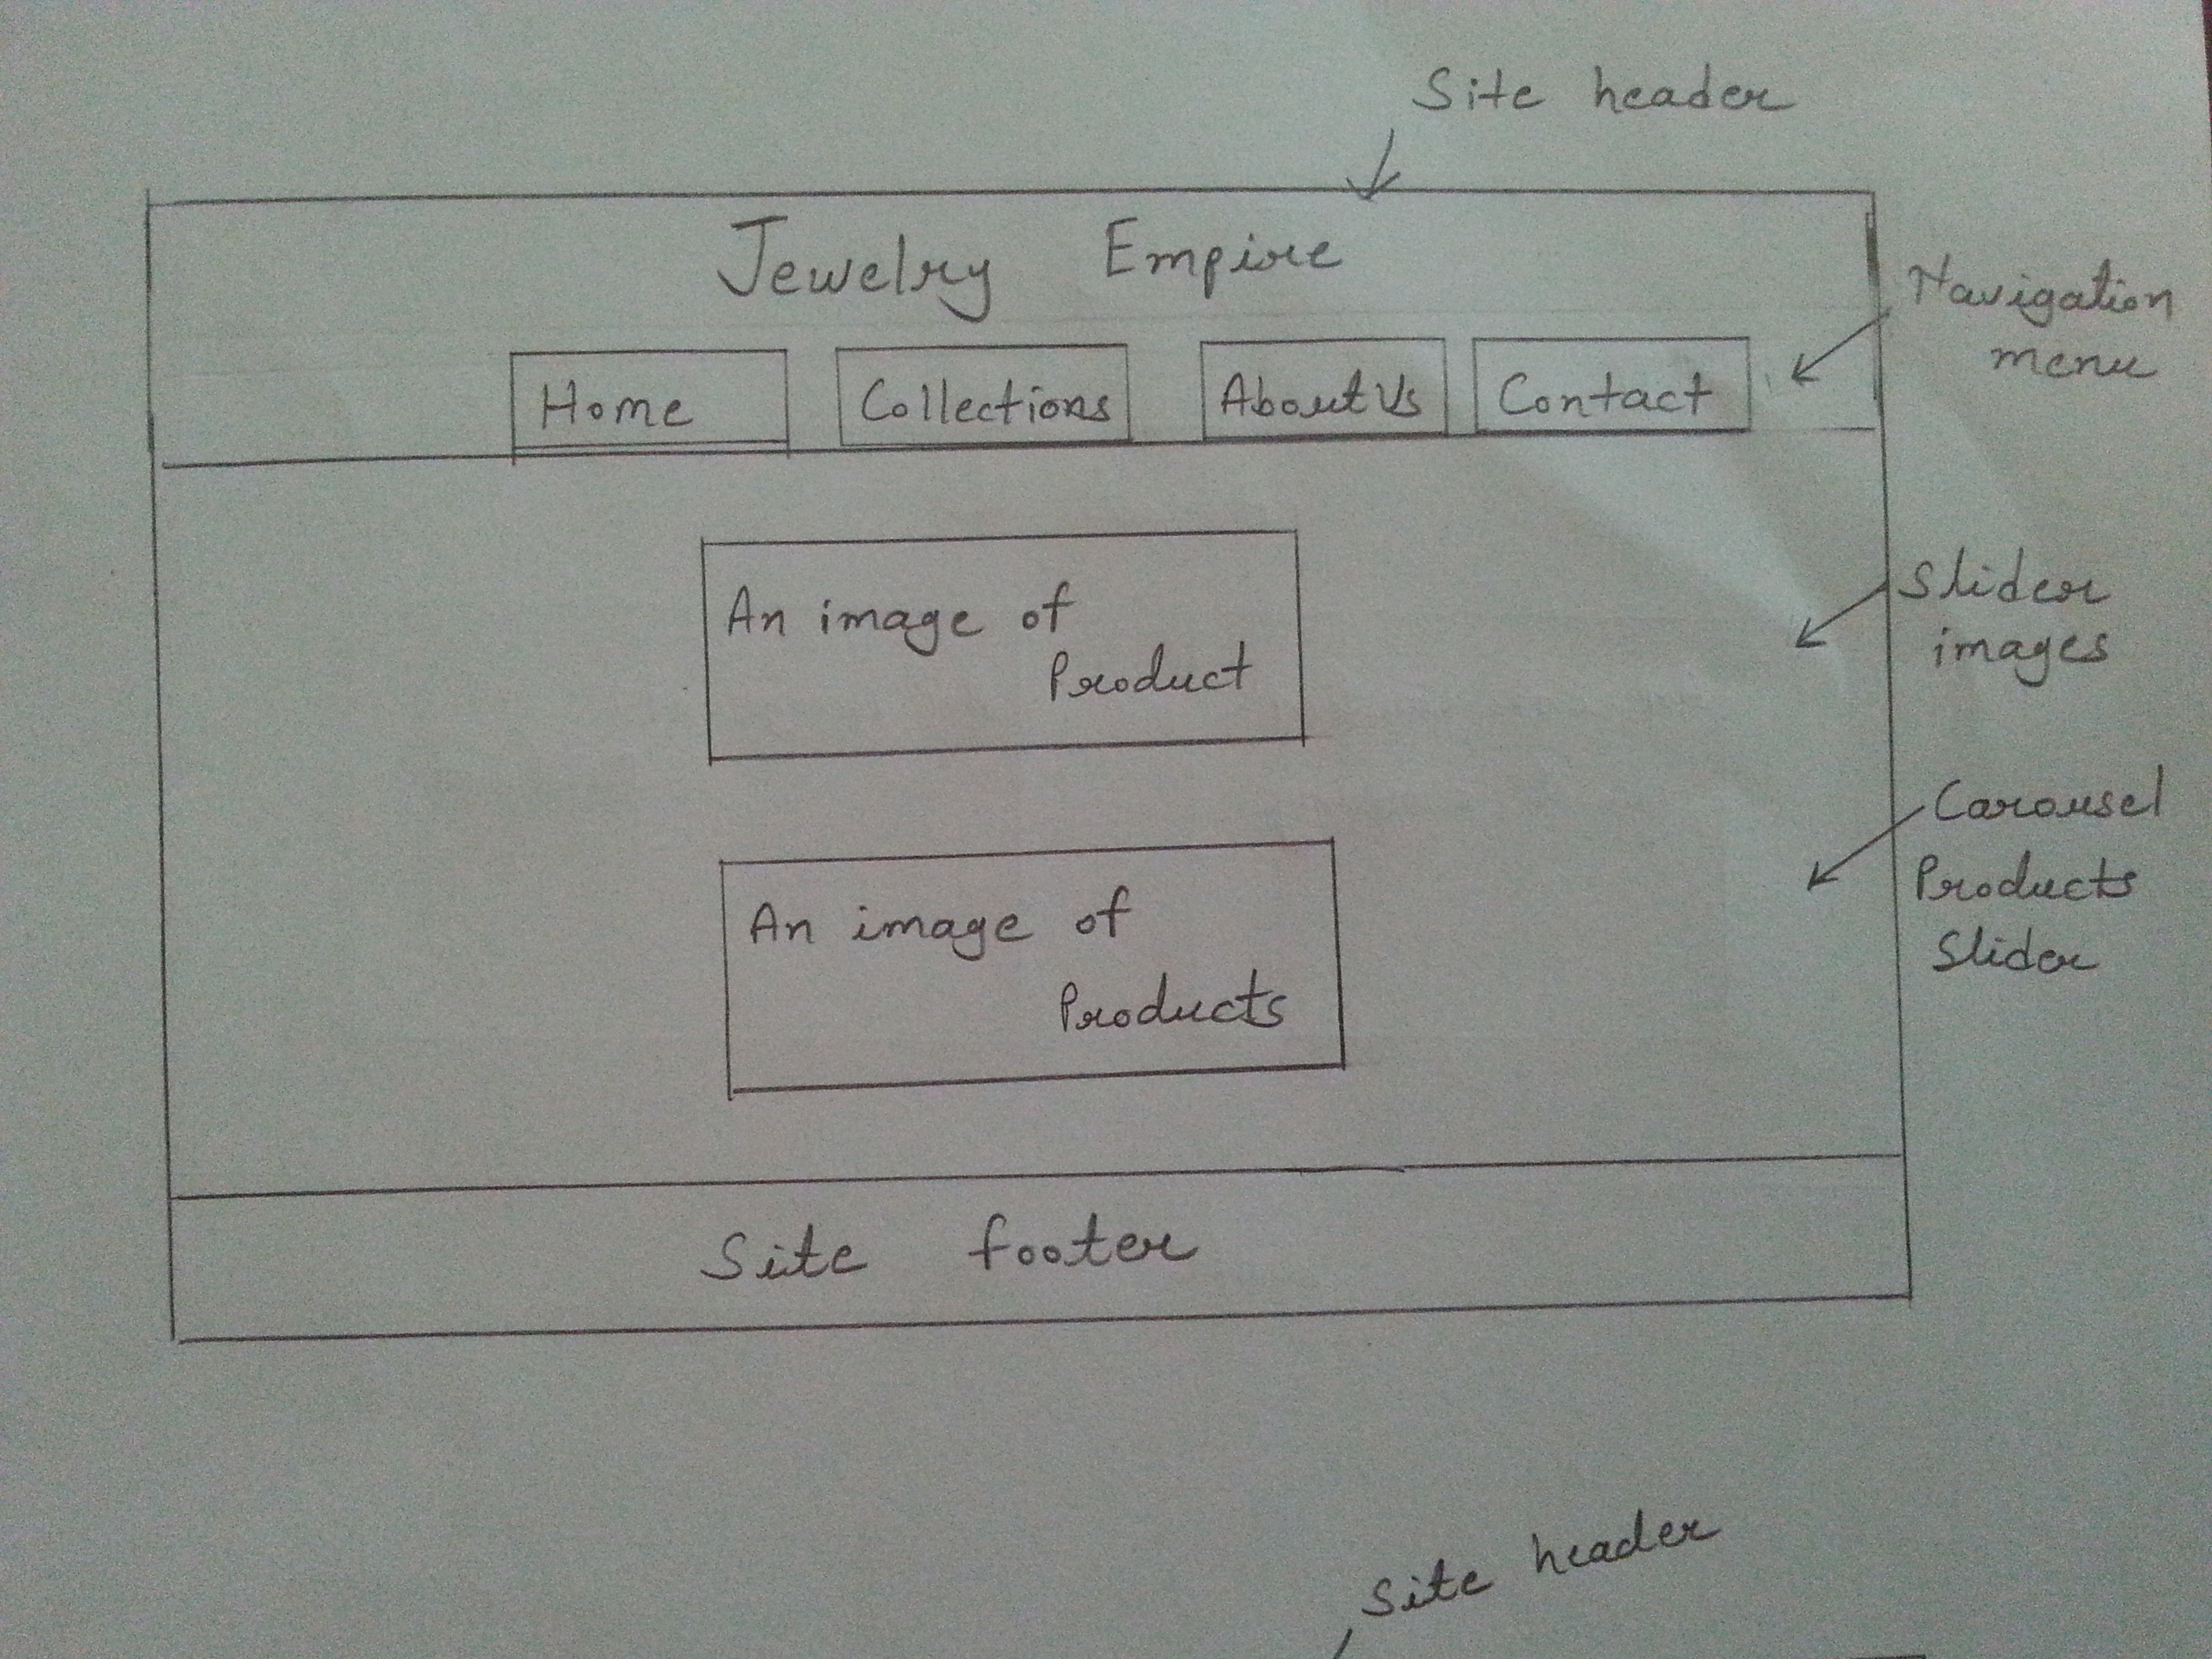 Site header
Jewelry Empire
Navigation
menu
Home
Collections
About Us
Contact
An image of
Product
Slider
images
An image of
Products
Carousel
Products
Slider
Site footer
Site header